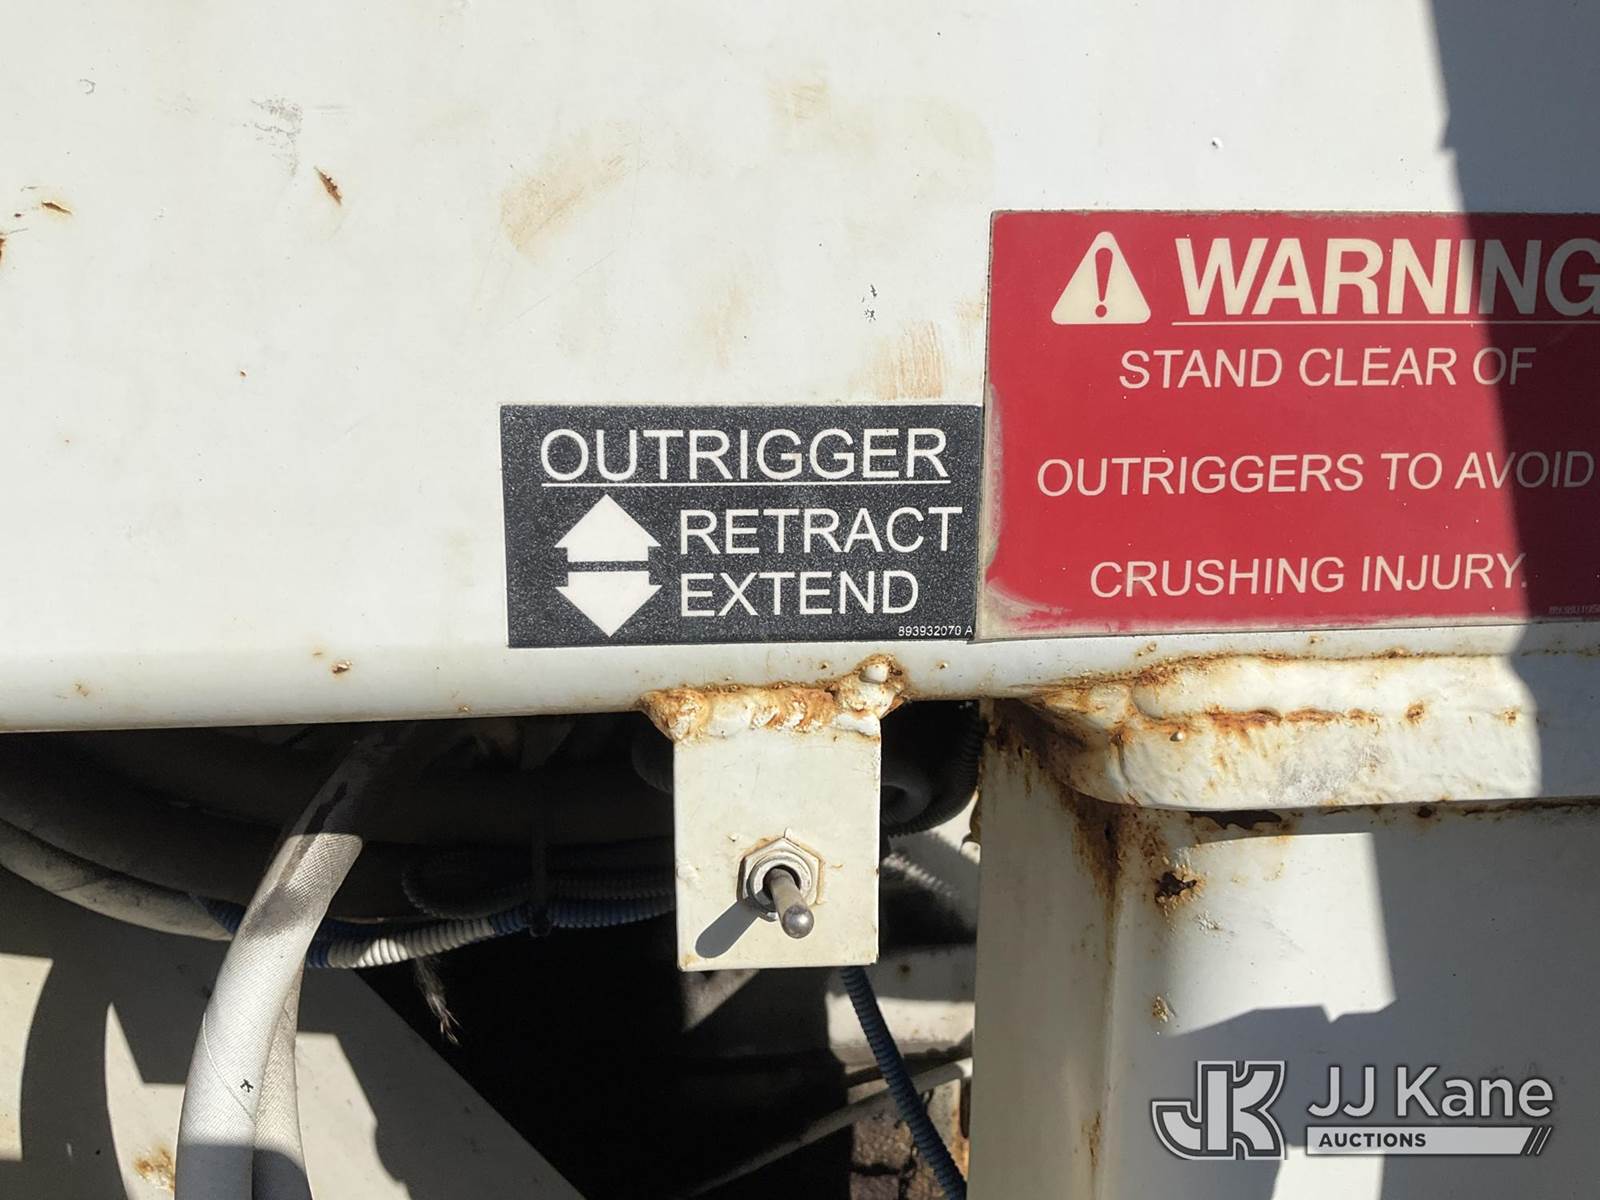 OUTRIGGER
RETRACT
EXTEND
893932070 A
WARNING
STAND CLEAR OF
OUTRIGGERS TO AVOID
CRUSHING INJURY.
JJ Kane
AUCTIONS